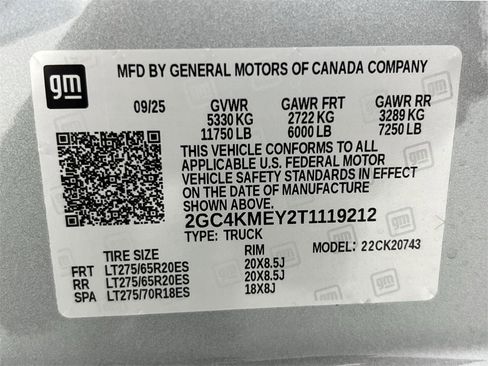 gm
MFD BY GENERAL MOTORS OF CANADA COMPANY
09/25 GVWR GAWR FRT GAWR RR
5330 KG 2722 KG 3289 KG
11750 LB 6000 LB 7250 LB
THIS VEHICLE CONFORMS TO ALL
APPLICABLE U.S. FEDERAL MOTOR
VEHICLE SAFETY STANDARDS IN EFFECT
ON THE DATE OF MANUFACTURE
SHOWN ABOVE.
2GC4KMEY2T1119212
TYPE: TRUCK MODEL: 22CK20743
TIRE SIZE RIM
FRT LT275/65R20ES 20X8.5J
RR LT275/65R20ES 20X8.5J
SPA LT275/70R18ES 18X8J